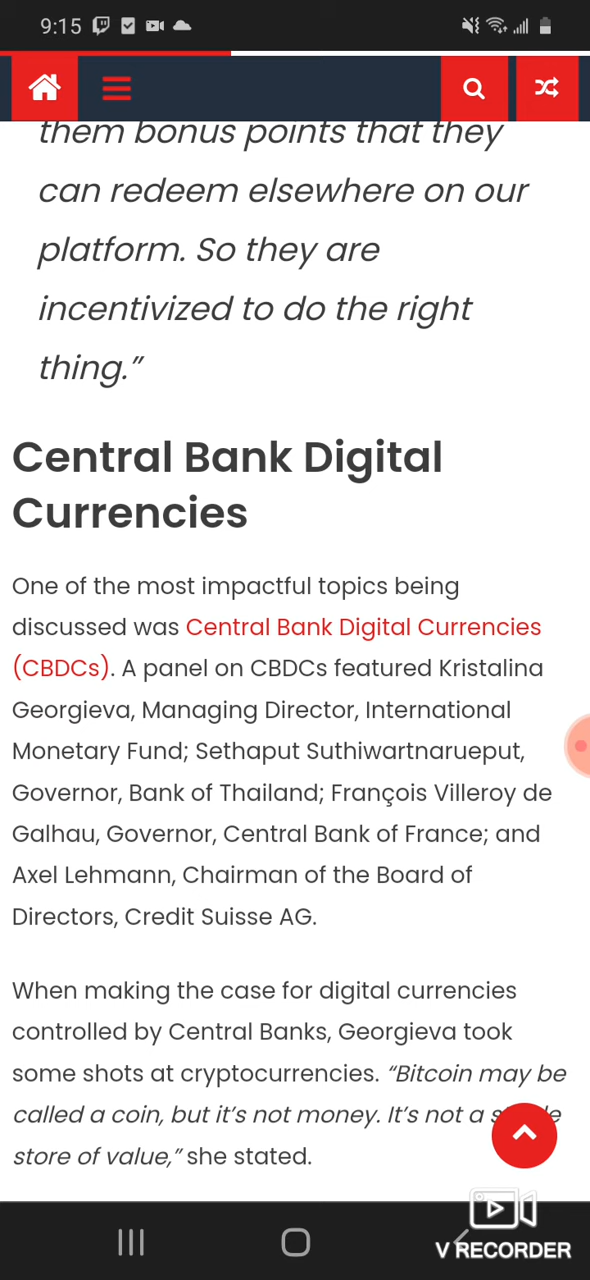 9:15
them bonus points that they
can redeem elsewhere on our
platform. So they are
incentivized to do the right
thing.”
Central Bank Digital
Currencies
One of the most impactful topics being
discussed was Central Bank Digital Currencies
(CBDCs). A panel on CBDCs featured Kristalina
Georgieva, Managing Director, International
Monetary Fund; Sethaput Suthiwartnarueput,
Governor, Bank of Thailand; François Villeroy de
Galhau, Governor, Central Bank of France; and
Axel Lehmann, Chairman of the Board of
Directors, Credit Suisse AG.
When making the case for digital currencies
controlled by Central Banks, Georgieva took
some shots at cryptocurrencies. “Bitcoin may be
called a coin, but it’s not money. It’s not a
store of value,” she stated.
V RECORDER